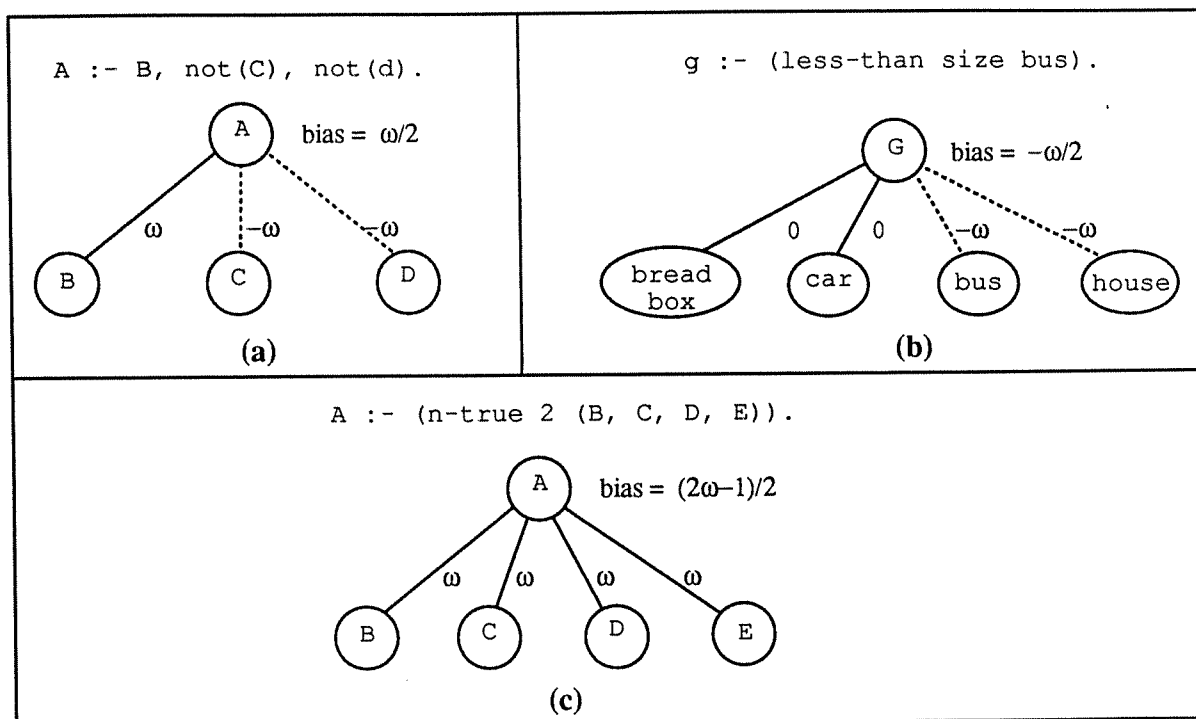 A :- B, not(C), not(d).
A
bias = ω/2
ω
-ω
-ω
B
C
D
(a)
g :- (less-than size bus).
G
bias = -ω/2
0
0
-ω
-ω
bread
box
car
bus
house
(b)
A :- (n-true 2 (B, C, D, E)).
A
bias = (2ω-1)/2
ω
ω
ω
ω
B
C
D
E
(c)